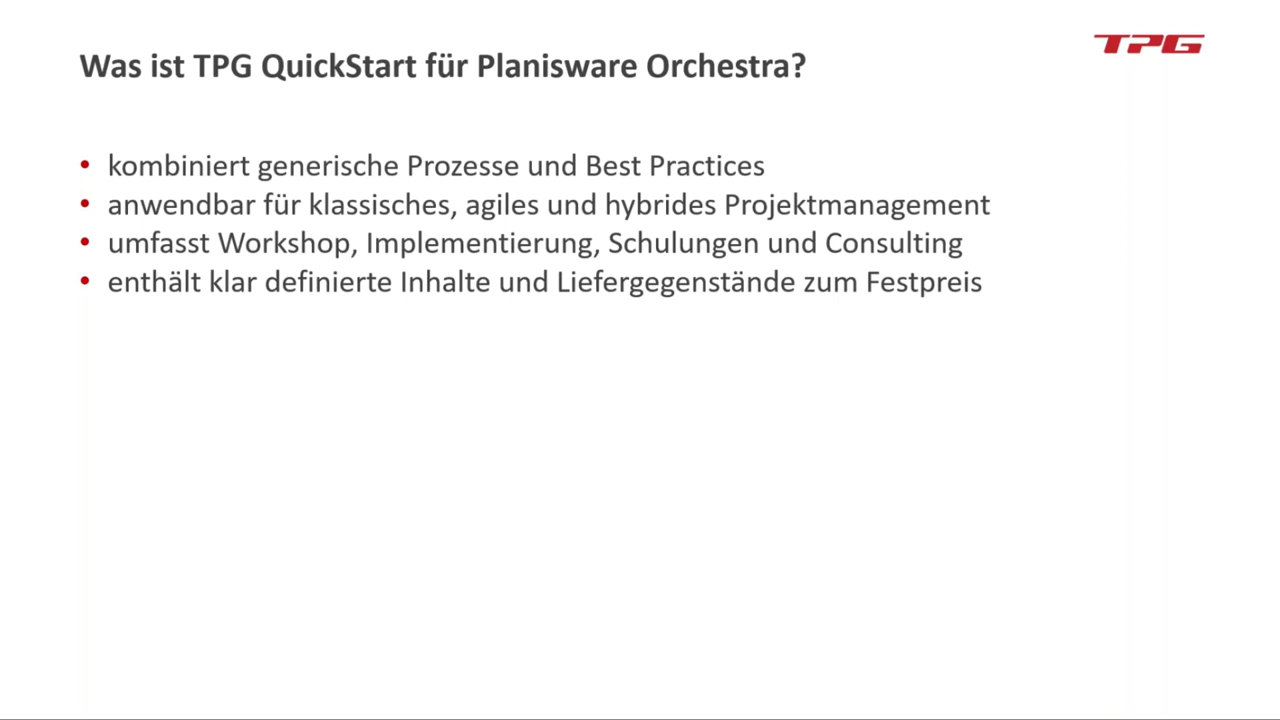 TPG
Was ist TPG QuickStart für Planisware Orchestra?
• kombiniert generische Prozesse und Best Practices
• anwendbar für klassisches, agiles und hybrides Projektmanagement
• umfasst Workshop, Implementierung, Schulungen und Consulting
• enthält klar definierte Inhalte und Liefergegenstände zum Festpreis